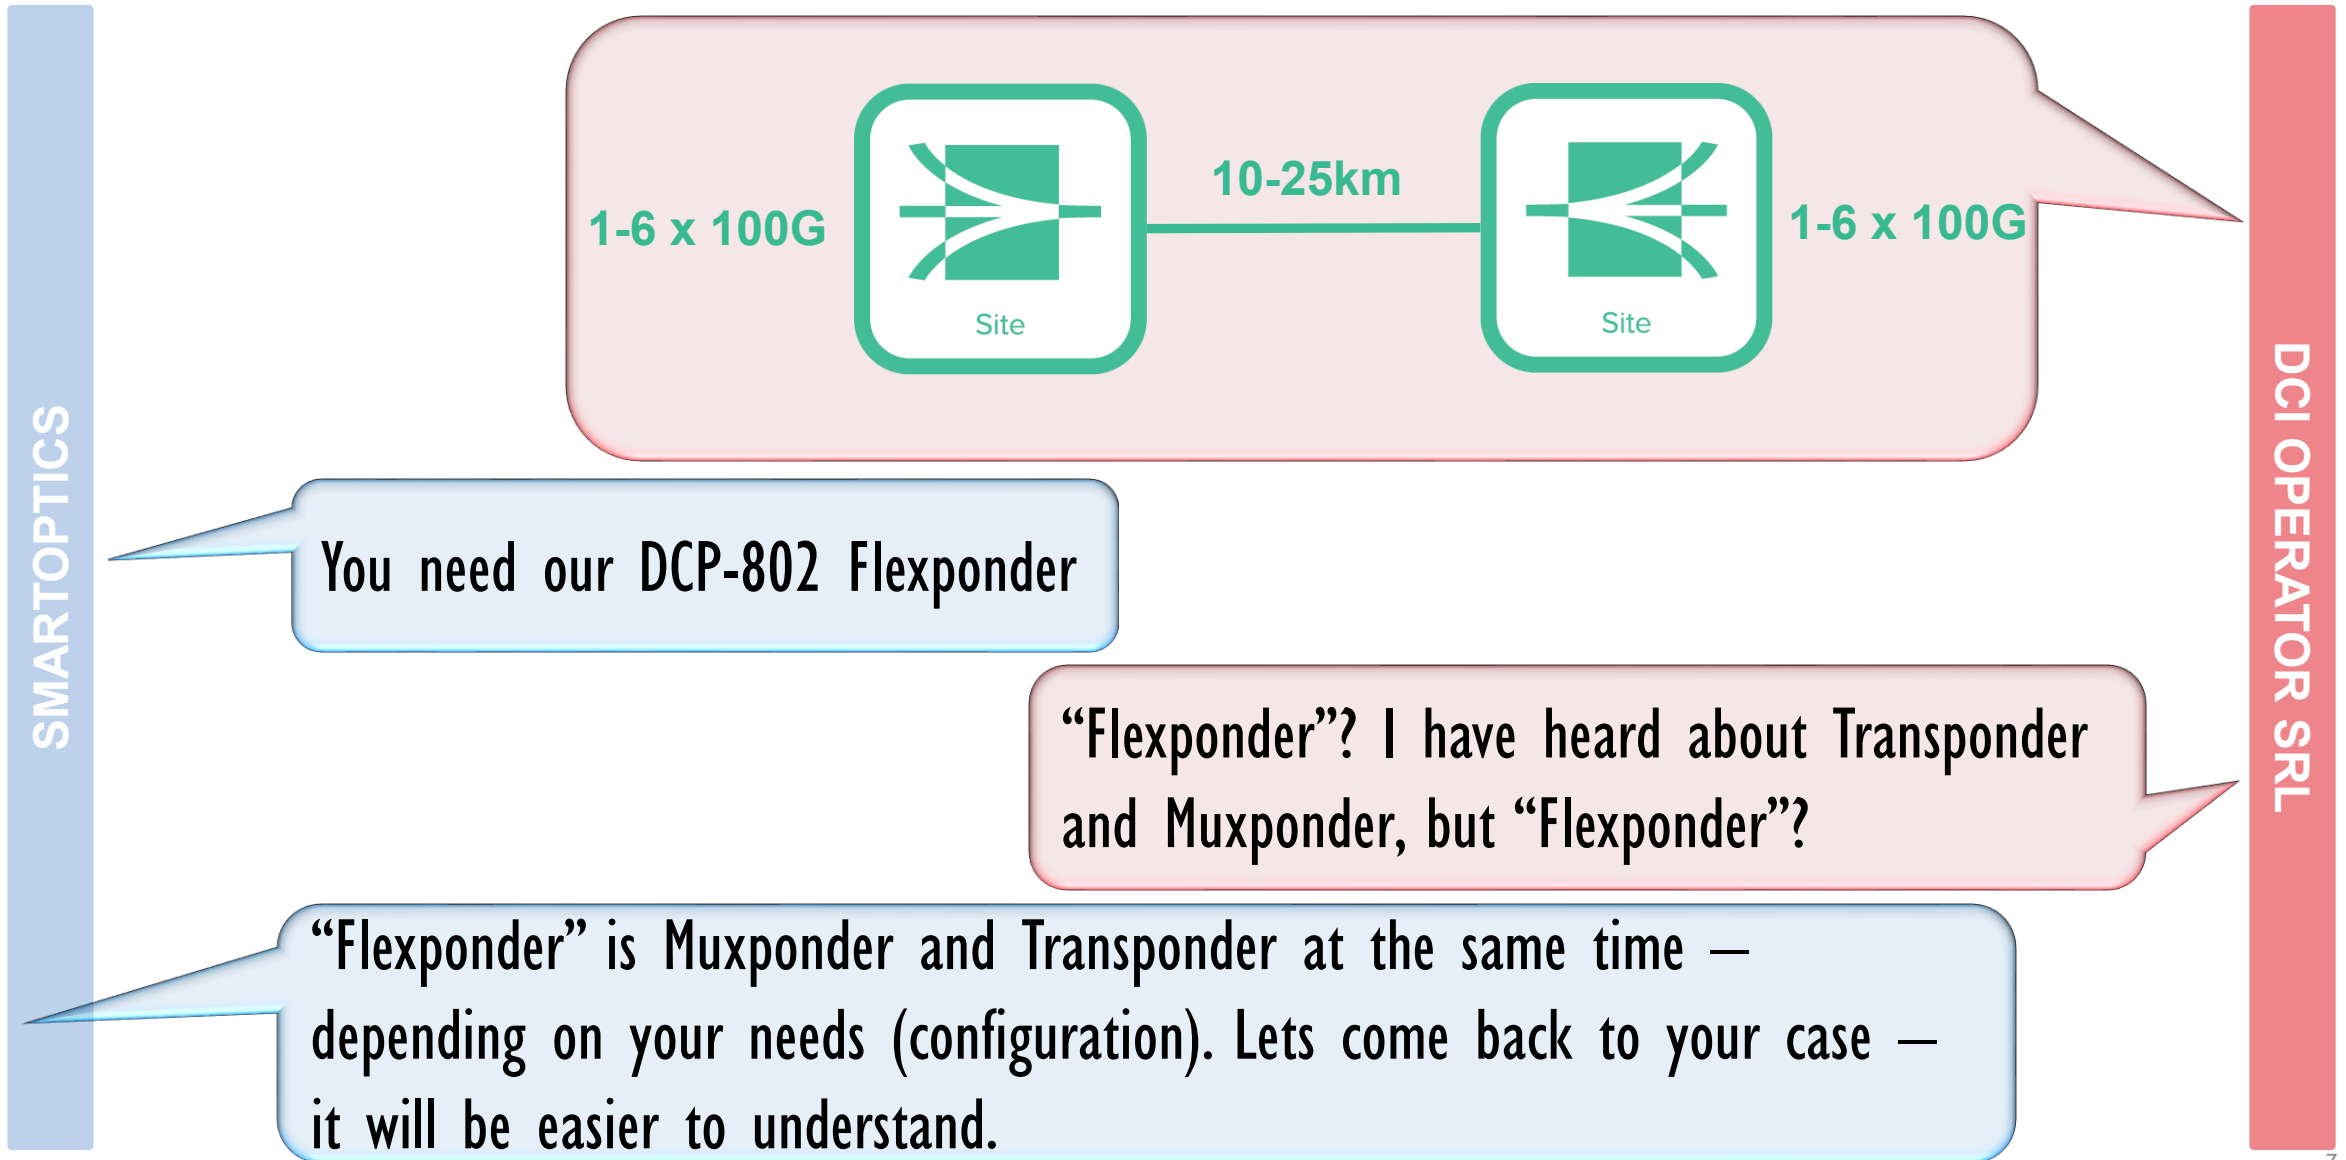 SMARTOPTICS
DCI OPERATOR SRL
10-25km
1-6 x 100G
1-6 x 100G
Site
Site
You need our DCP-802 Flexponder
“Flexponder”? I have heard about Transponder
and Muxponder, but “Flexponder”?
“Flexponder” is Muxponder and Transponder at the same time –
depending on your needs (configuration). Lets come back to your case –
it will be easier to understand.